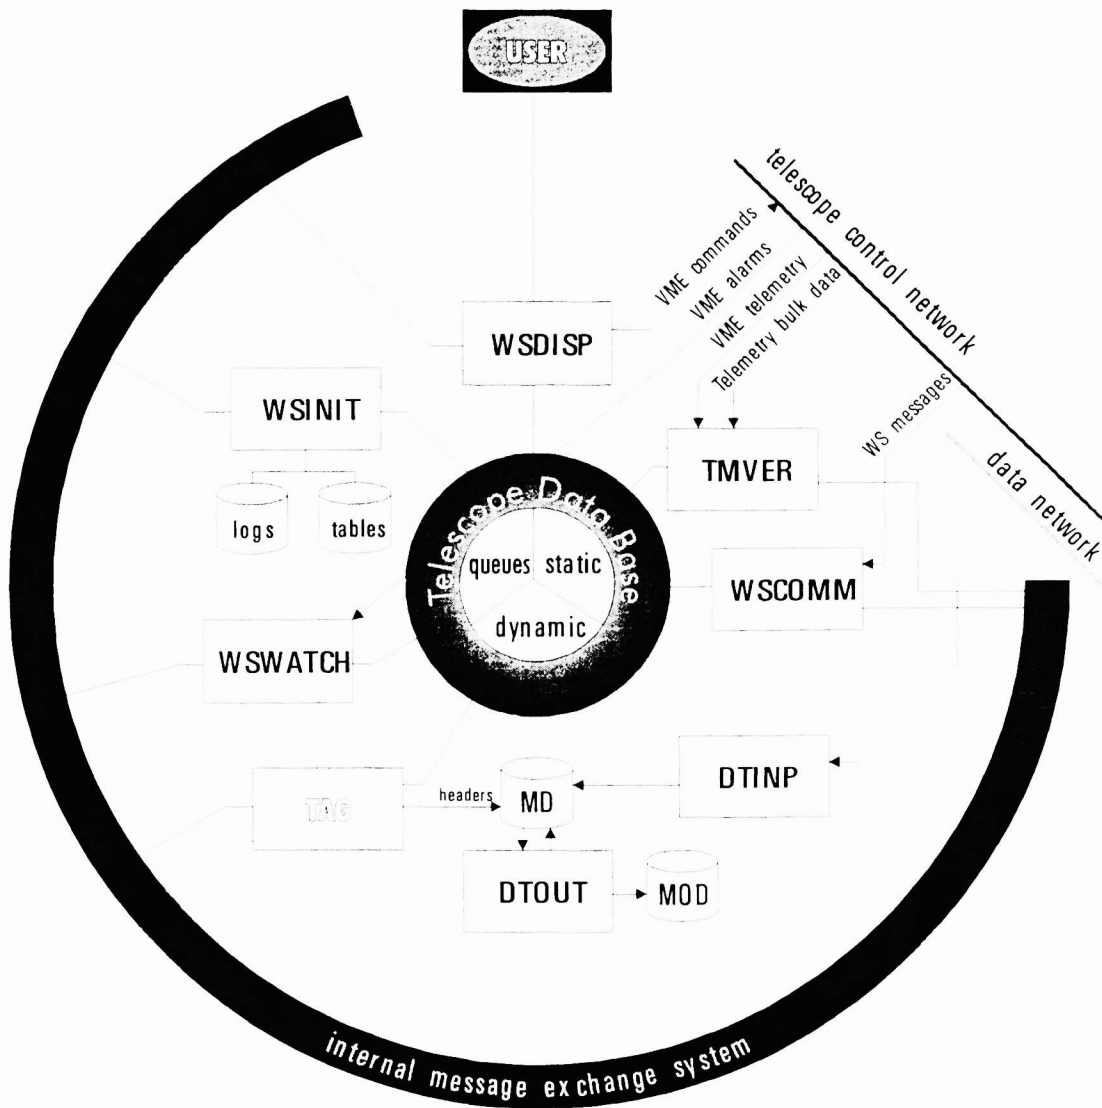 USER
telescope control network
VME commands
VME alarms
VME telemetry
Telemetry bulk data
WSDISP
WSINIT
WS messages
data network
TMVER
logs
tables
Telescope Data Base
queues
static
dynamic
WSCOMM
WSWATCH
DTINP
TAG
headers
MD
DTOUT
MOD
internal message exchange system